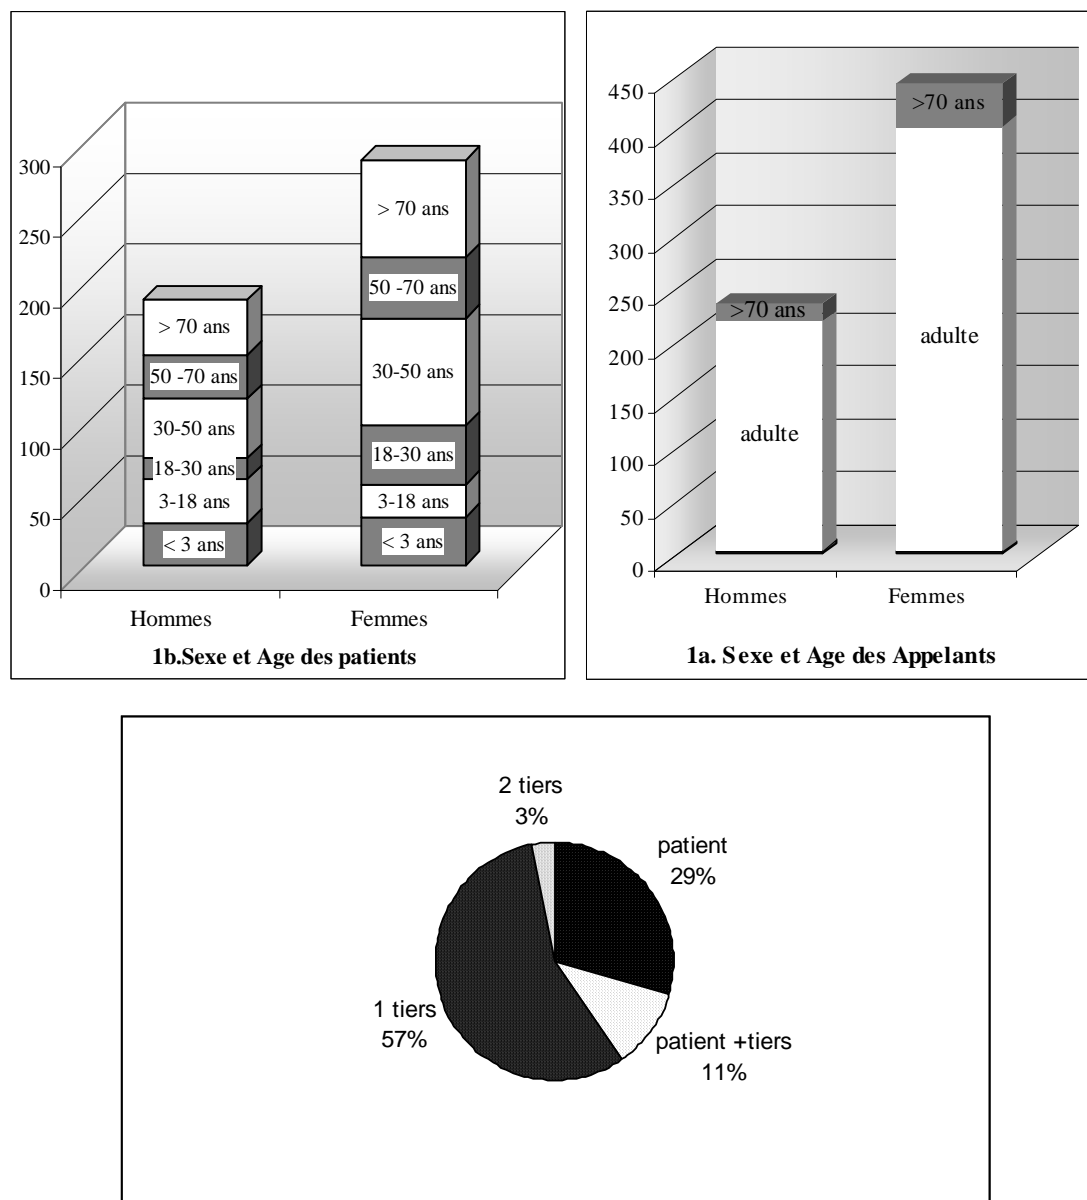 300
250
200
150
100
50
0
> 70 ans
50 -70 ans
30-50 ans
18-30 ans
3-18 ans
< 3 ans
> 70 ans
50 -70 ans
30-50 ans
18-30 ans
3-18 ans
< 3 ans
Hommes Femmes
1b.Sexe et Age des patients
450
400
350
300
250
200
150
100
50
0
>70 ans
adulte
>70 ans
adulte
Hommes Femmes
1a. Sexe et Age des Appelants
2 tiers
3%
patient
29%
1 tiers
57%
patient +tiers
11%